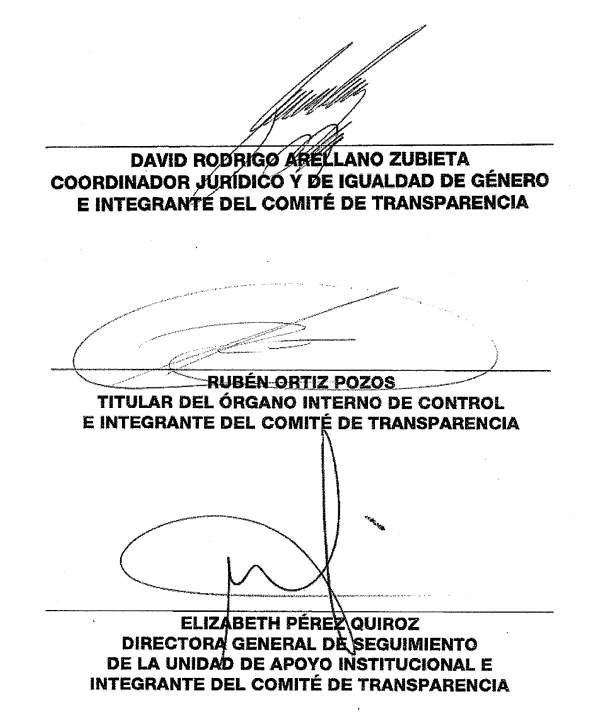 DAVID RODRIGO ARELLANO ZUBIETA
COORDINADOR JURÍDICO Y DE IGUALDAD DE GÉNERO
E INTEGRANTE DEL COMITÉ DE TRANSPARENCIA
RUBÉN ORTIZ POZOS
TITULAR DEL ÓRGANO INTERNO DE CONTROL
E INTEGRANTE DEL COMITÉ DE TRANSPARENCIA
ELIZABETH PÉREZ QUIROZ
DIRECTORA GENERAL DE SEGUIMIENTO
DE LA UNIDAD DE APOYO INSTITUCIONAL E
INTEGRANTE DEL COMITÉ DE TRANSPARENCIA